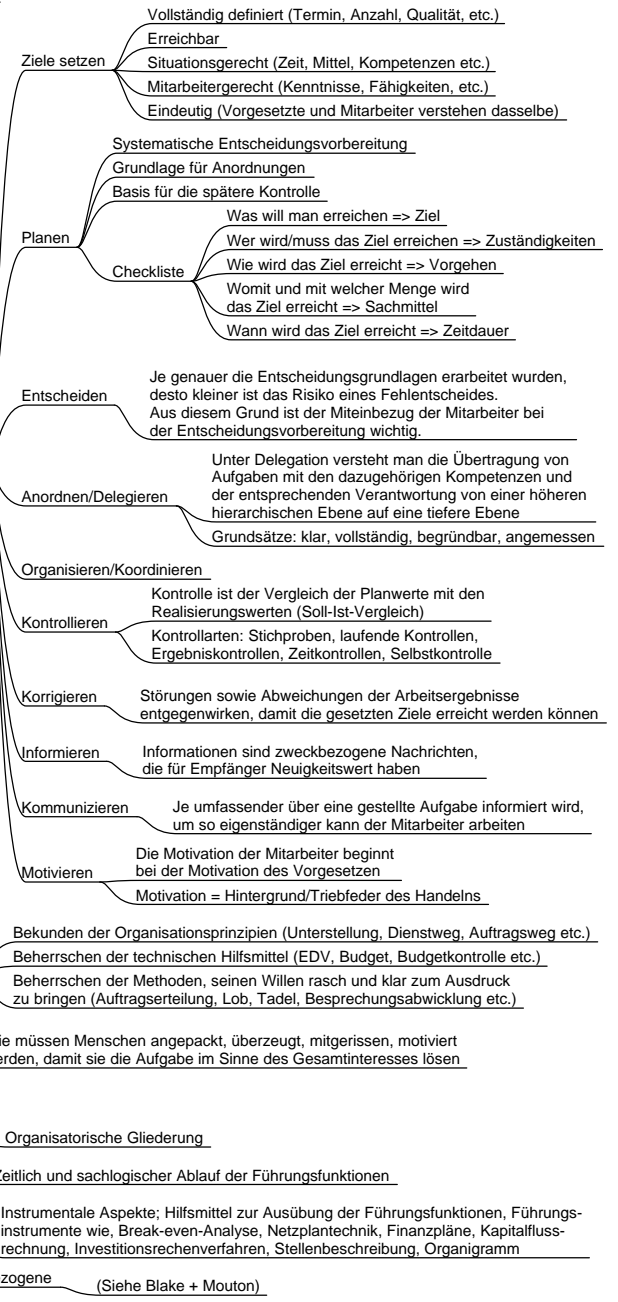 Ziele setzen
Vollständig definiert (Termin, Anzahl, Qualität, etc.)
Erreichbar
Situationsgerecht (Zeit, Mittel, Kompetenzen etc.)
Mitarbeitergerecht (Kenntnisse, Fähigkeiten, etc.)
Eindeutig (Vorgesetzte und Mitarbeiter verstehen dasselbe)
Planen
Systematische Entscheidungsvorbereitung
Grundlage für Anordnungen
Basis für die spätere Kontrolle
Checkliste
Was will man erreichen => Ziel
Wer wird/muss das Ziel erreichen => Zuständigkeiten
Wie wird das Ziel erreicht => Vorgehen
Womit und mit welcher Menge wird
das Ziel erreicht => Sachmittel
Wann wird das Ziel erreicht => Zeitdauer
Entscheiden
Je genauer die Entscheidungsgrundlagen erarbeitet wurden,
desto kleiner ist das Risiko eines Fehlentscheides.
Aus diesem Grund ist der Miteinbezug der Mitarbeiter bei
der Entscheidungsvorbereitung wichtig.
Anordnen/Delegieren
Unter Delegation versteht man die Übertragung von
Aufgaben mit den dazugehörigen Kompetenzen und
der entsprechenden Verantwortung von einer höheren
hierarchischen Ebene auf eine tiefere Ebene
Grundsätze: klar, vollständig, begründbar, angemessen
Organisieren/Koordinieren
Kontrollieren
Kontrolle ist der Vergleich der Planwerte mit den
Realisierungswerten (Soll-Ist-Vergleich)
Kontrollarten: Stichproben, laufende Kontrollen,
Ergebniskontrollen, Zeitkontrollen, Selbstkontrolle
Korrigieren
Störungen sowie Abweichungen der Arbeitsergebnisse
entgegenwirken, damit die gesetzten Ziele erreicht werden können
Informieren
Informationen sind zweckbezogene Nachrichten,
die für Empfänger Neuigkeitswert haben
Kommunizieren
Je umfassender über eine gestellte Aufgabe informiert wird,
um so eigenständiger kann der Mitarbeiter arbeiten
Motivieren
Die Motivation der Mitarbeiter beginnt
bei der Motivation des Vorgesetzen
Motivation = Hintergrund/Triebfeder des Handelns
Bekunden der Organisationsprinzipien (Unterstellung, Dienstweg, Auftragsweg etc.)
Beherrschen der technischen Hilfsmittel (EDV, Budget, Budgetkontrolle etc.)
Beherrschen der Methoden, seinen Willen rasch und klar zum Ausdruck
zu bringen (Auftragserteilung, Lob, Tadel, Besprechungsabwicklung etc.)
ie müssen Menschen angepackt, überzeugt, mitgerissen, motiviert
erden, damit sie die Aufgabe im Sinne des Gesamtinteresses lösen
Organisatorische Gliederung
Zeitlich und sachlogischer Ablauf der Führungsfunktionen
Instrumentale Aspekte; Hilfsmittel zur Ausübung der Führungsfunktionen, Führungs-
instrumente wie, Break-even-Analyse, Netzplantechnik, Finanzpläne, Kapitalfluss-
rechnung, Investitionsrechenverfahren, Stellenbeschreibung, Organigramm
zogene
(Siehe Blake + Mouton)